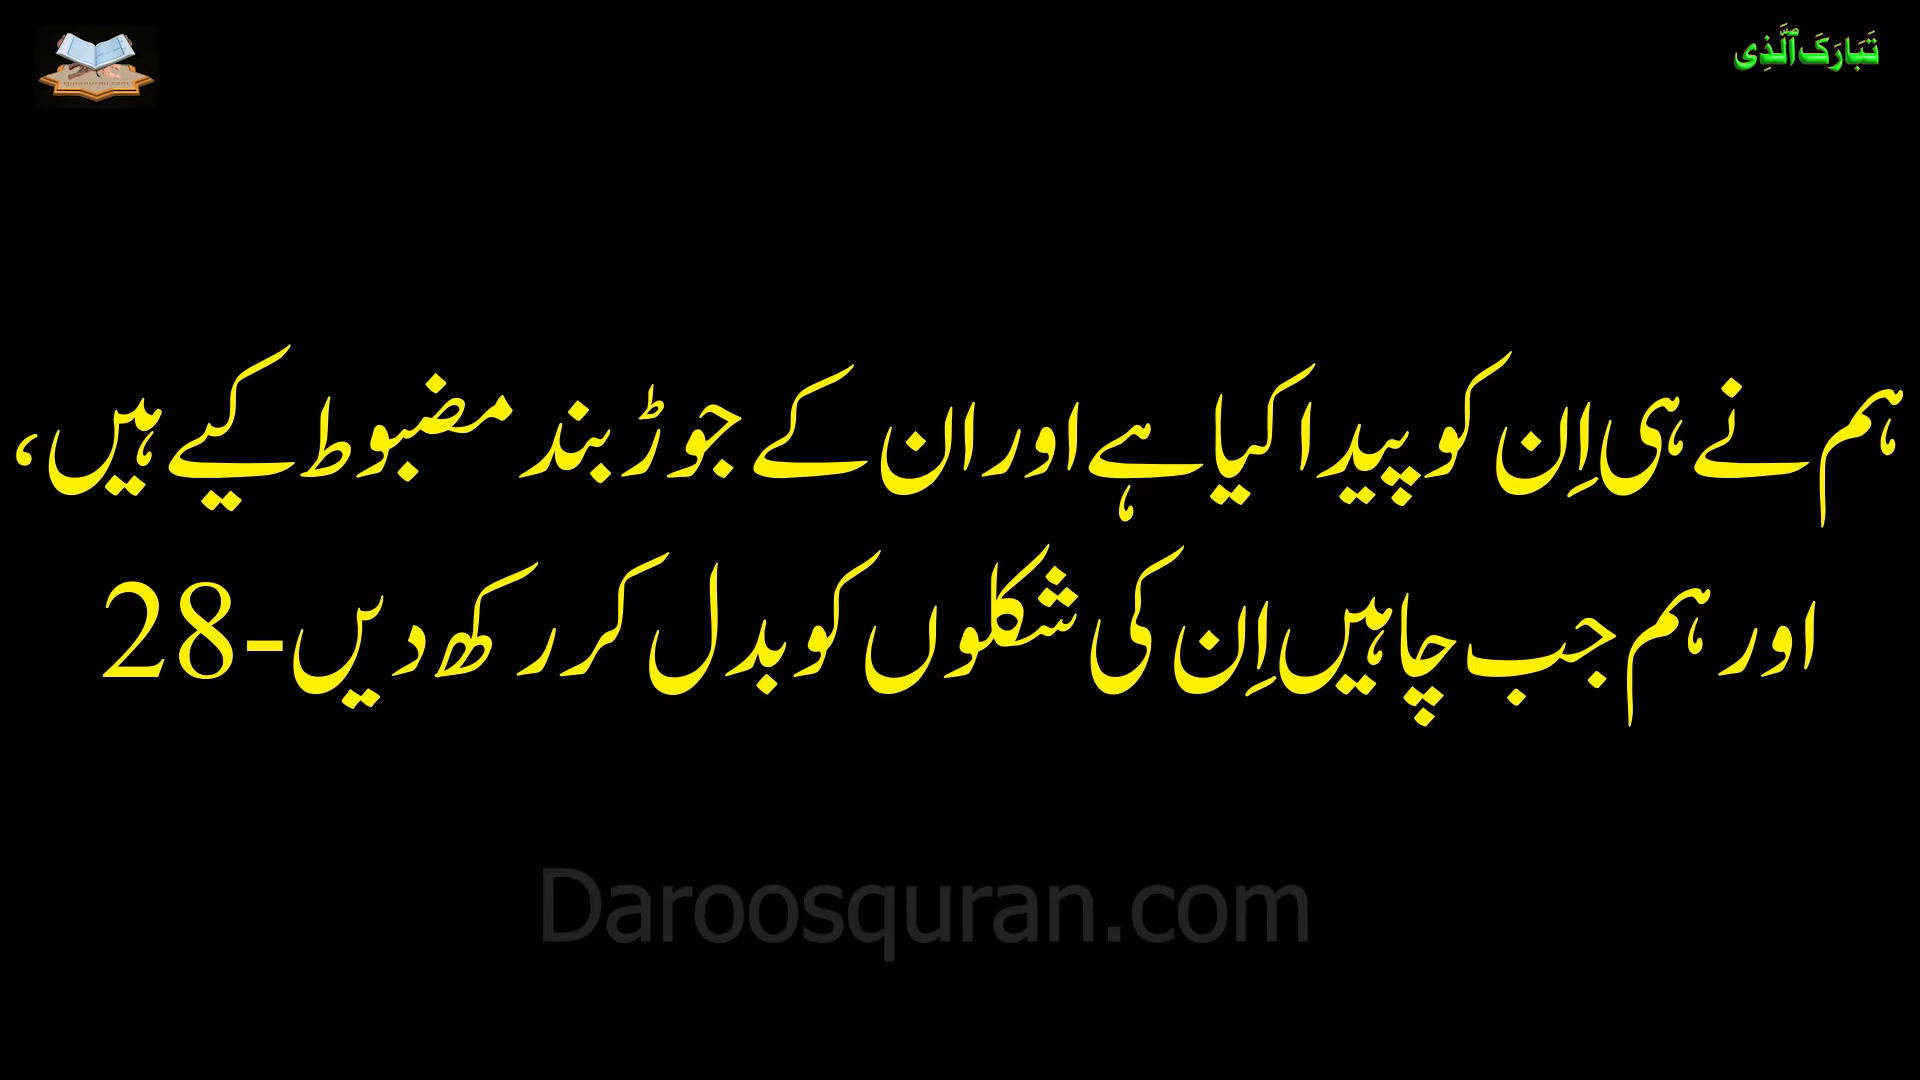 تَبَارَكَ ٱلَّذِى
ہم نے ہی اِن کو پیدا کیا ہے اور ان کے جوڑ بند مضبوط کیے ہیں،
اور ہم جب چاہیں اِن کی شکلوں کو بدل کر رکھ دیں-28
Daroosquran.com